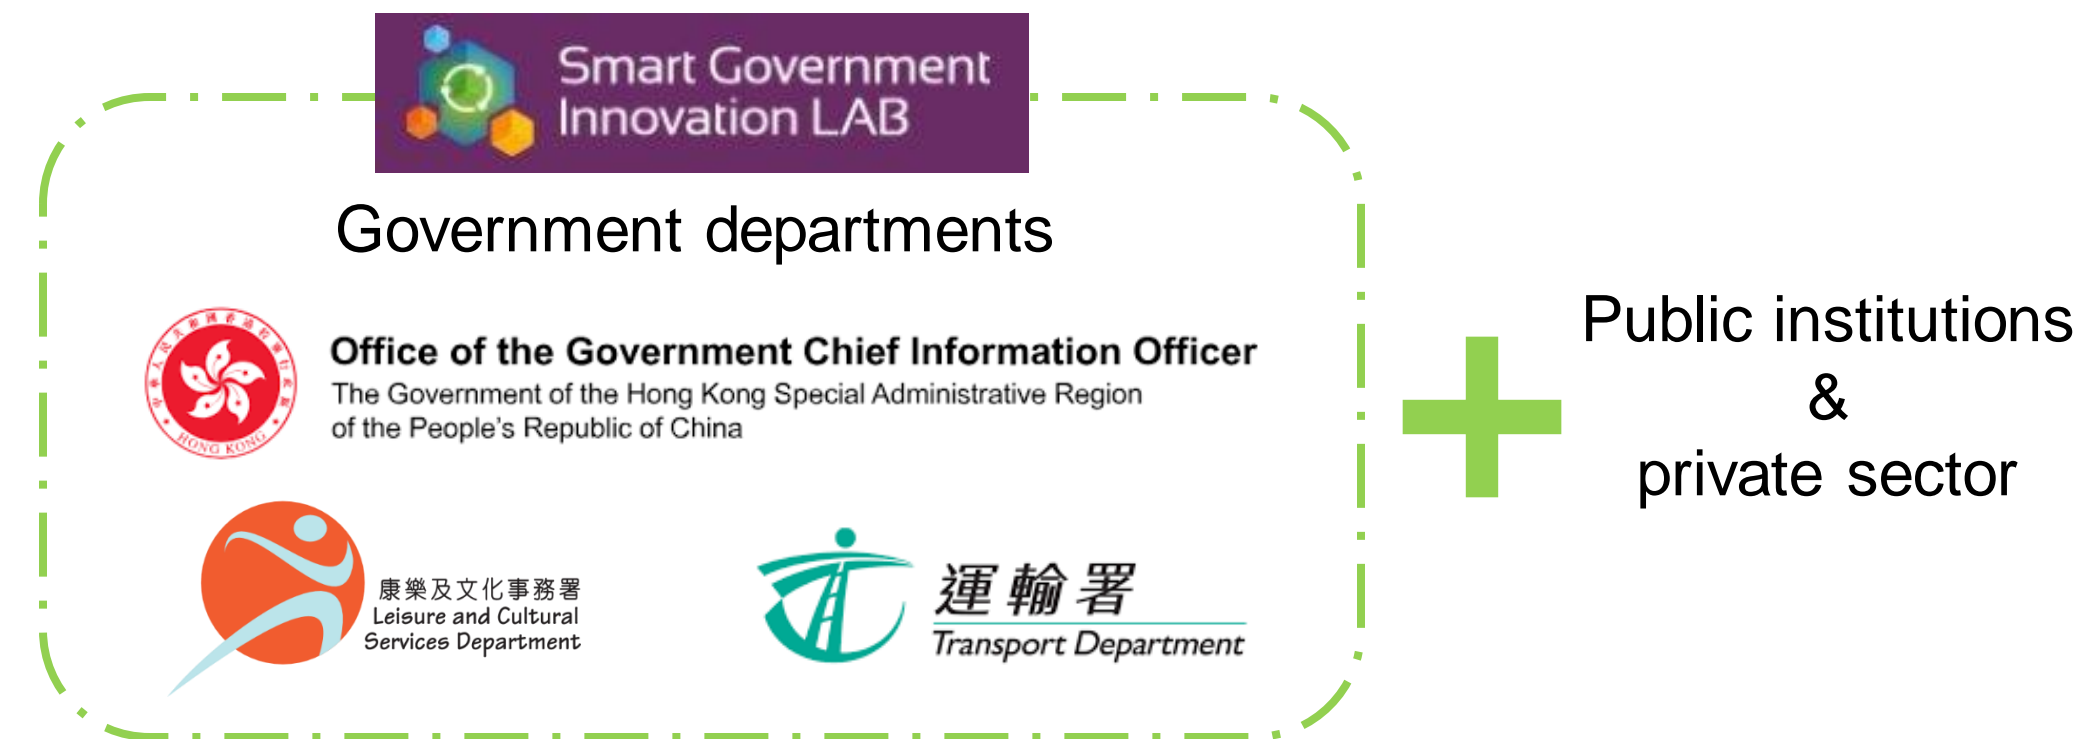 Smart Government
Innovation LAB
Government departments
Office of the Government Chief Information Officer
The Government of the Hong Kong Special Administrative Region
of the People's Republic of China
HONG KONG
康樂及文化事務署
Leisure and Cultural
Services Department
運輸署
Transport Department
Public institutions
&
private sector